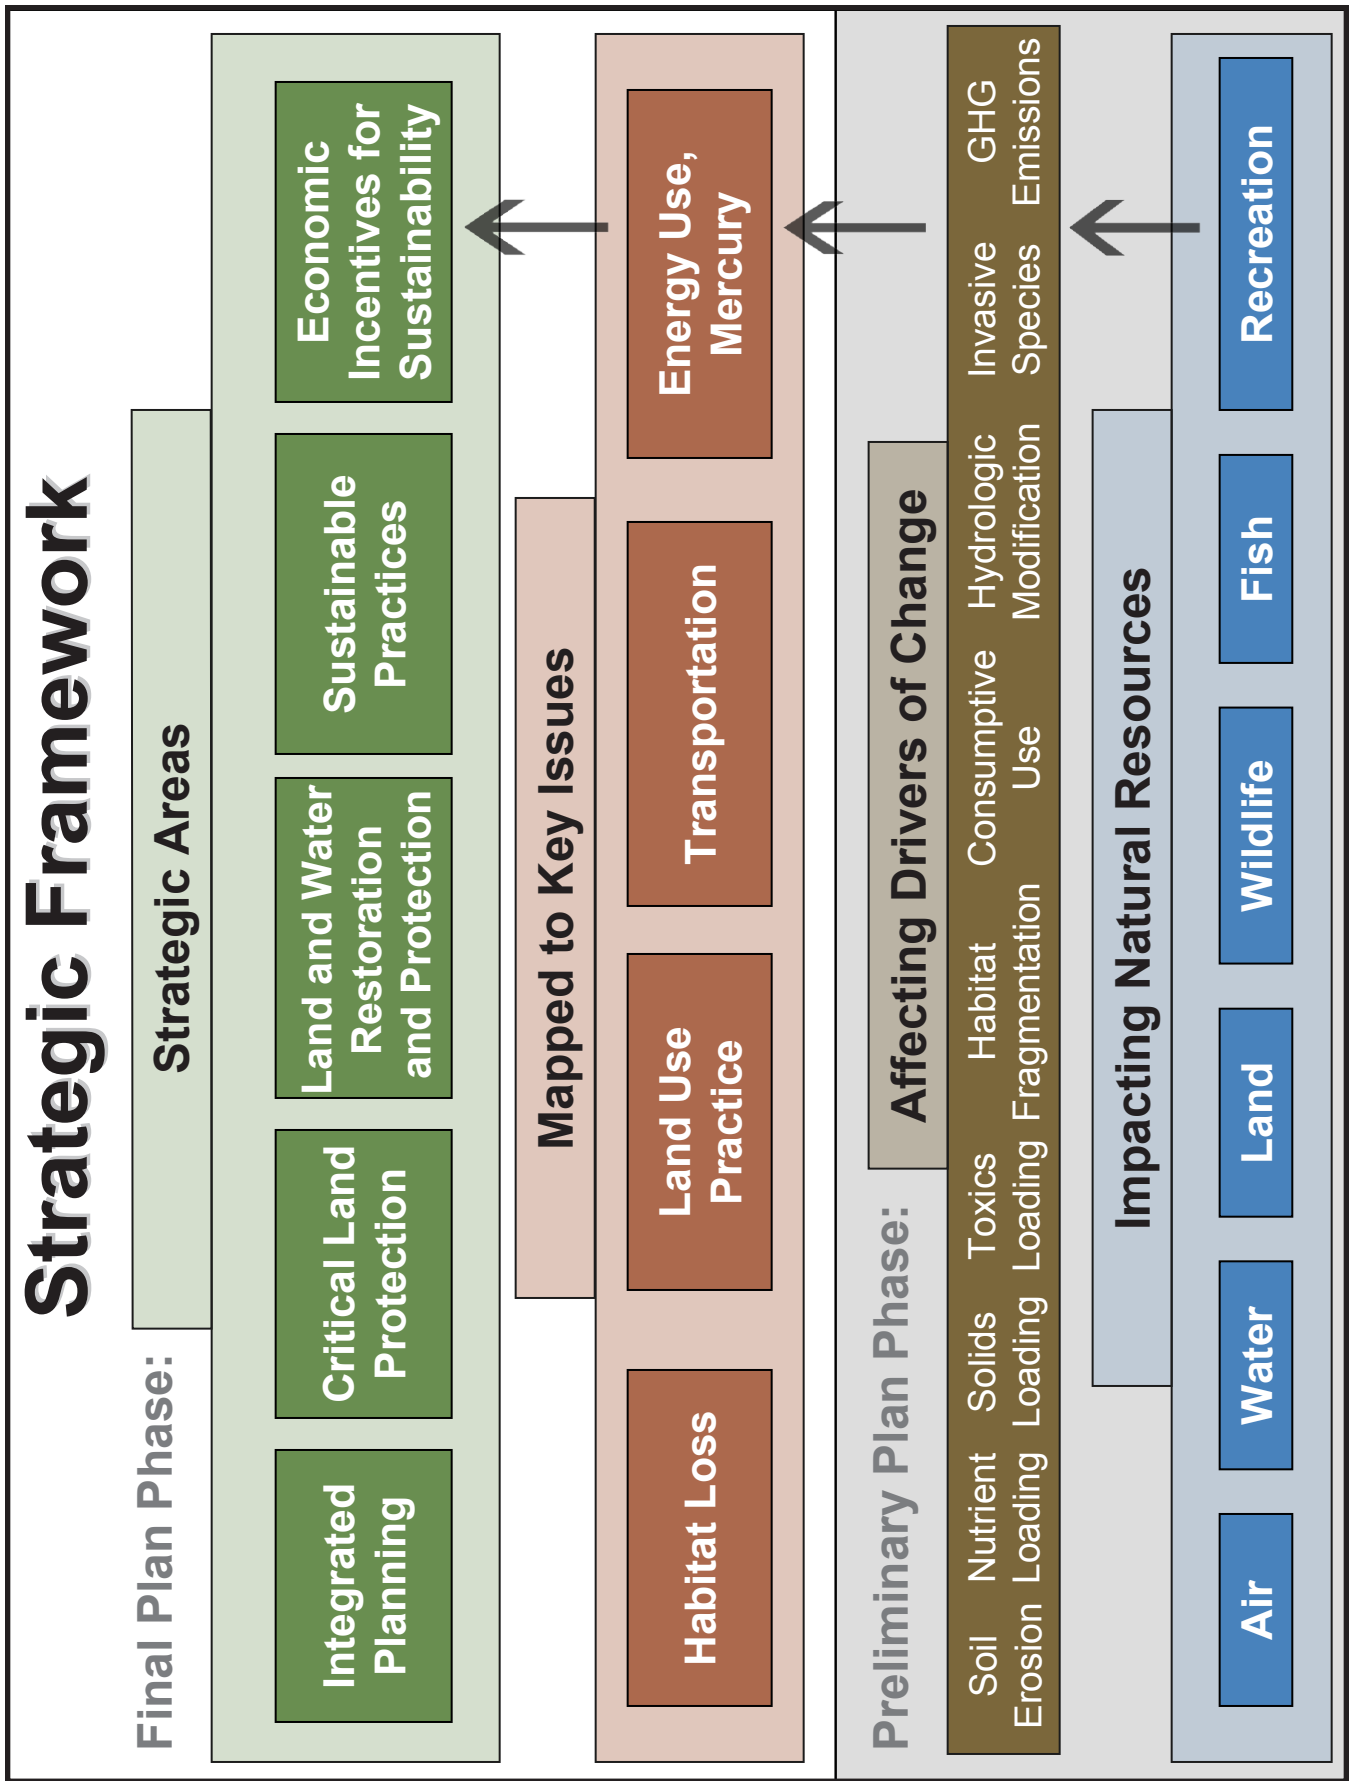 Strategic Framework
Final Plan Phase:
Strategic Areas
Integrated
Planning
Critical Land
Protection
Land and Water
Restoration
and Protection
Sustainable
Practices
Economic
Incentives for
Sustainability
Mapped to Key Issues
Habitat Loss
Land Use
Practice
Transportation
Energy Use,
Mercury
Preliminary Plan Phase:
Affecting Drivers of Change
Soil
Erosion
Nutrient
Loading
Solids
Loading
Toxics
Loading
Habitat
Fragmentation
Consumptive
Use
Hydrologic
Modification
Invasive
Species
GHG
Emissions
Impacting Natural Resources
Air
Water
Land
Wildlife
Fish
Recreation